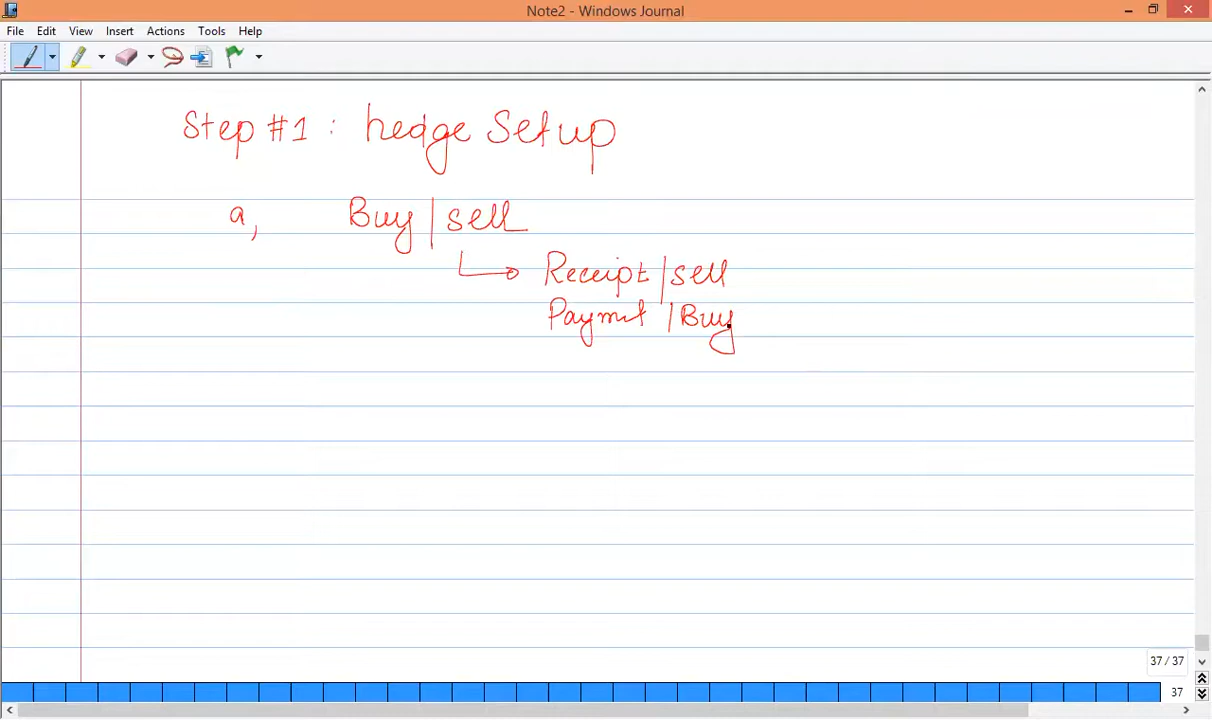 Note2 - Windows Journal
File Edit View Insert Actions Tools Help
Step #1 : hedge Setup
a, Buy | sell
Receipt | sell
Paymnt | Buy
37 / 37
37